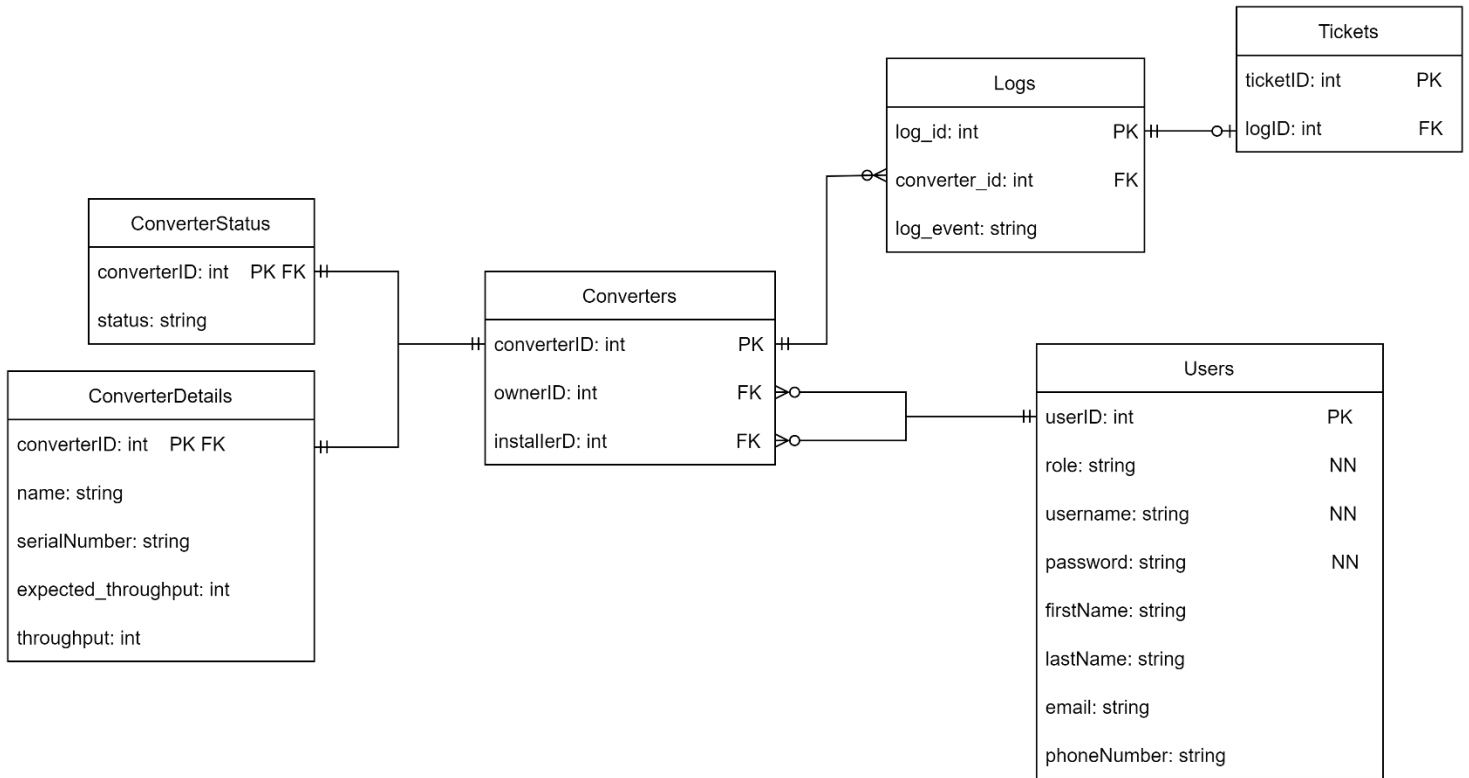 Tickets
ticketID: int PK
logID: int FK
Logs
log_id: int PK
converter_id: int FK
log_event: string
ConverterStatus
converterID: int PK FK
status: string
ConverterDetails
converterID: int PK FK
name: string
serialNumber: string
expected_throughput: int
throughput: int
Converters
converterID: int PK
ownerID: int FK
installerD: int FK
Users
userID: int PK
role: string NN
username: string NN
password: string NN
firstName: string
lastName: string
email: string
phoneNumber: string